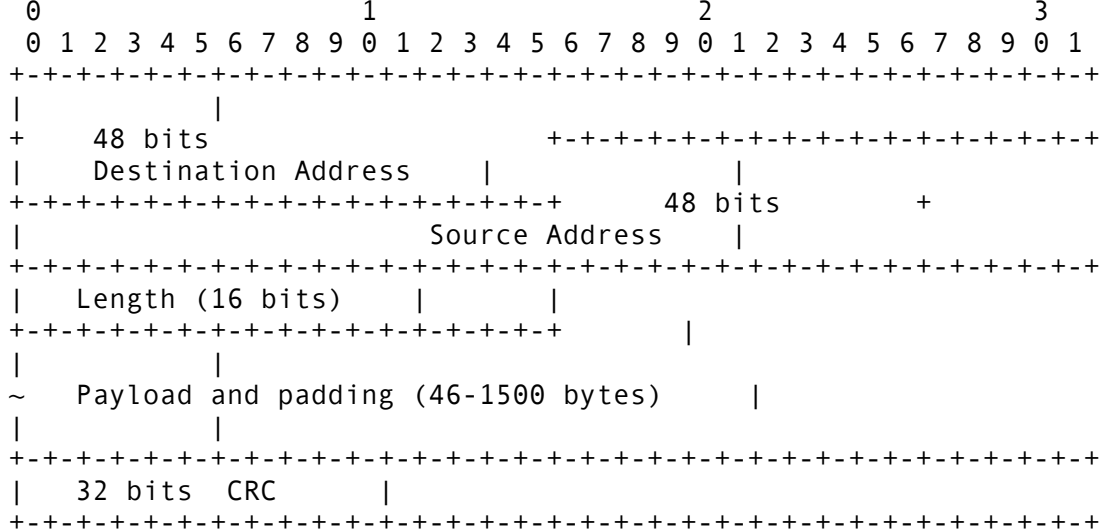 0                   1                   2                   3
 0 1 2 3 4 5 6 7 8 9 0 1 2 3 4 5 6 7 8 9 0 1 2 3 4 5 6 7 8 9 0 1
+-+-+-+-+-+-+-+-+-+-+-+-+-+-+-+-+-+-+-+-+-+-+-+-+-+-+-+-+-+-+-+-+
|           |
+    48 bits                    +-+-+-+-+-+-+-+-+-+-+-+-+-+-+-+-+
|    Destination Address    |              |
+-+-+-+-+-+-+-+-+-+-+-+-+-+-+-+-+      48 bits        +
|                        Source Address    |
+-+-+-+-+-+-+-+-+-+-+-+-+-+-+-+-+-+-+-+-+-+-+-+-+-+-+-+-+-+-+-+-+
|   Length (16 bits)    |       |
+-+-+-+-+-+-+-+-+-+-+-+-+-+-+-+-+       |
|           |
~   Payload and padding (46-1500 bytes)     |
|           |
+-+-+-+-+-+-+-+-+-+-+-+-+-+-+-+-+-+-+-+-+-+-+-+-+-+-+-+-+-+-+-+-+
|   32 bits  CRC      |
+-+-+-+-+-+-+-+-+-+-+-+-+-+-+-+-+-+-+-+-+-+-+-+-+-+-+-+-+-+-+-+-+